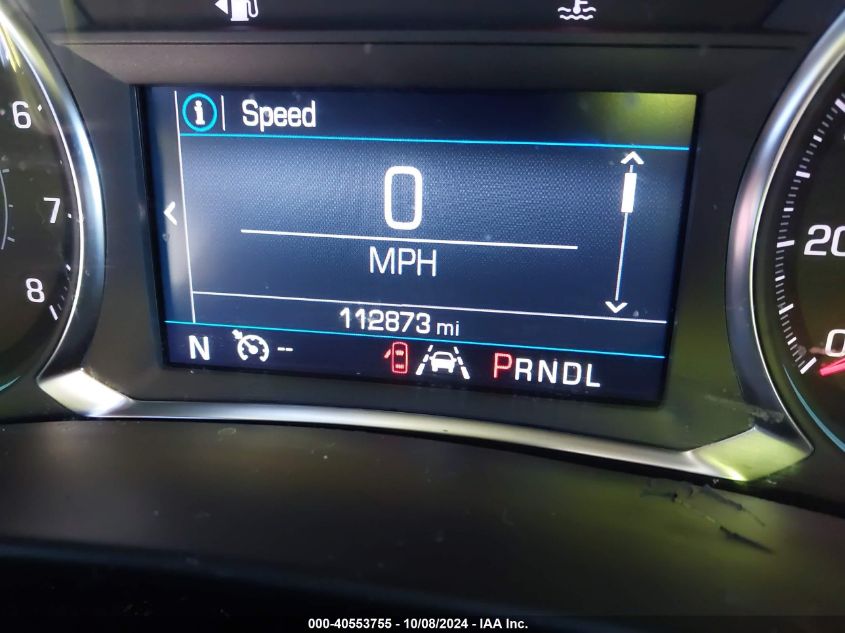 Speed
6
7
8
0
MPH
20
0
112873 mi
N --
PRNDL
000-40553755 - 10/08/2024 - IAA Inc.